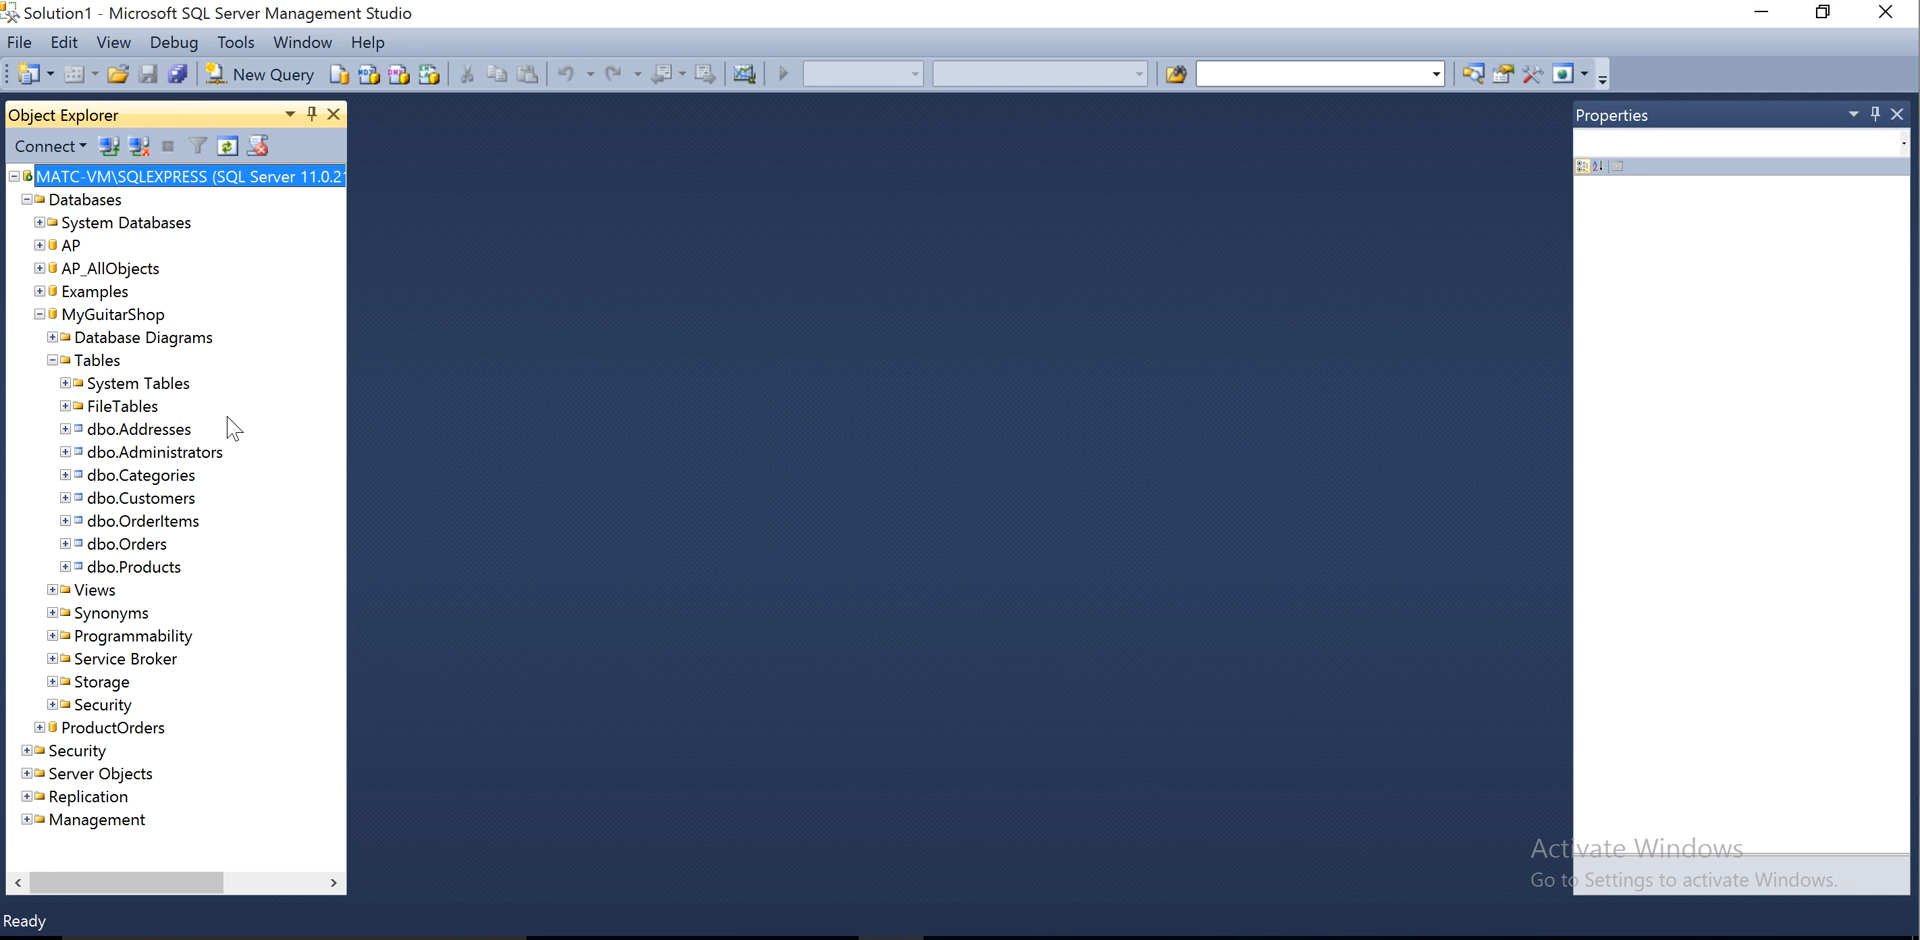 Solution1 - Microsoft SQL Server Management Studio
File Edit View Debug Tools Window Help
New Query
Object Explorer
Connect
MATC-VM\SQLEXPRESS (SQL Server 11.0.21
Databases
System Databases
AP
AP_AllObjects
Examples
MyGuitarShop
Database Diagrams
Tables
System Tables
FileTables
dbo.Addresses
dbo.Administrators
dbo.Categories
dbo.Customers
dbo.OrderItems
dbo.Orders
dbo.Products
Views
Synonyms
Programmability
Service Broker
Storage
Security
ProductOrders
Security
Server Objects
Replication
Management
Properties
Activate Windows
Go to Settings to activate Windows.
Ready